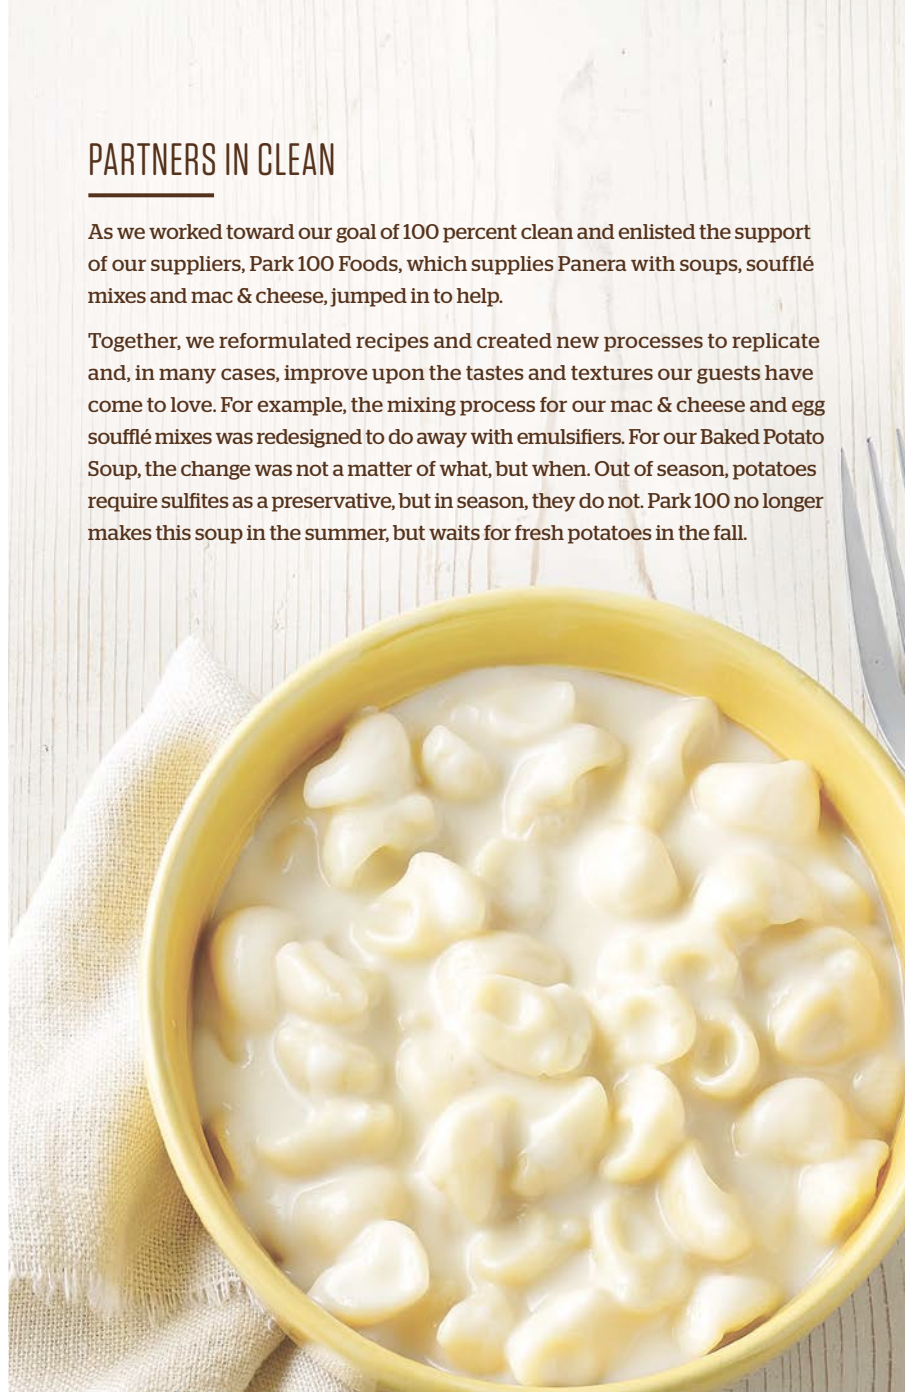 PARTNERS IN CLEAN
As we worked toward our goal of 100 percent clean and enlisted the support
of our suppliers, Park 100 Foods, which supplies Panera with soups, soufflé
mixes and mac & cheese, jumped in to help.
Together, we reformulated recipes and created new processes to replicate
and, in many cases, improve upon the tastes and textures our guests have
come to love. For example, the mixing process for our mac & cheese and egg
soufflé mixes was redesigned to do away with emulsifiers. For our Baked Potato
Soup, the change was not a matter of what, but when. Out of season, potatoes
require sulfites as a preservative, but in season, they do not. Park 100 no longer
makes this soup in the summer, but waits for fresh potatoes in the fall.